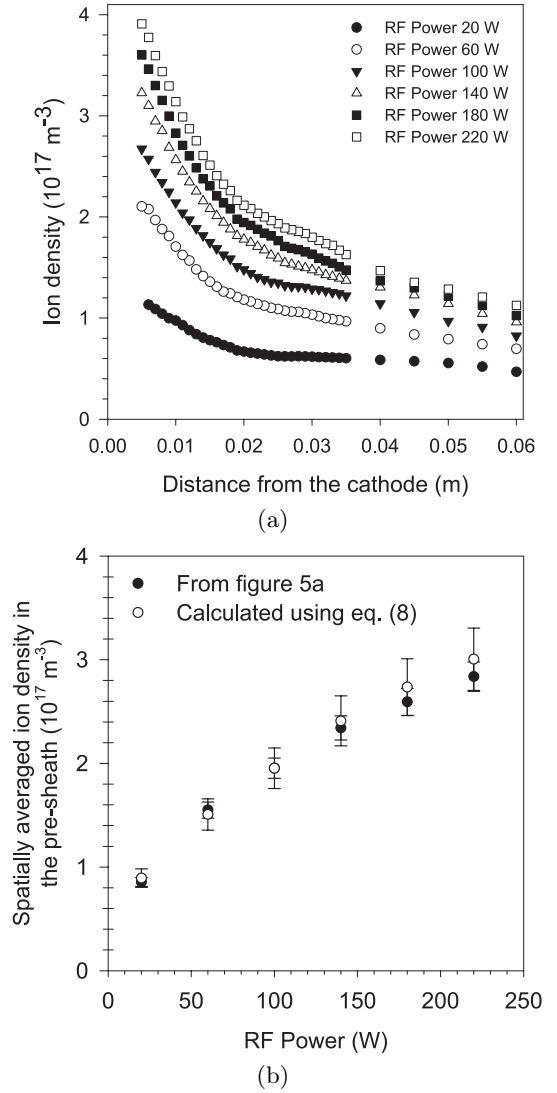 4
3
2
1
0
Ion density (10¹⁷ m⁻³)
RF Power 20 W
RF Power 60 W
RF Power 100 W
RF Power 140 W
RF Power 180 W
RF Power 220 W
0.00 0.01 0.02 0.03 0.04 0.05 0.06
Distance from the cathode (m)
(a)
4
3
2
1
0
Spatially averaged ion density in
the pre-sheath (10¹⁷ m⁻³)
From figure 5a
Calculated using eq. (8)
0 50 100 150 200 250
RF Power (W)
(b)